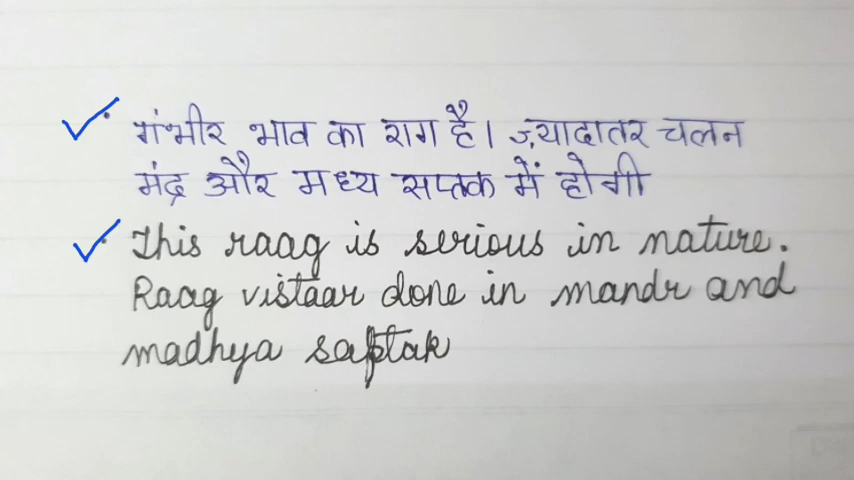 गंभीर भाव का राग है। ज़्यादातर चलन
मंद्र और मध्य सप्तक में होगी
This raag is serious in nature.
Raag vistaar done in mandr and
madhya saptak